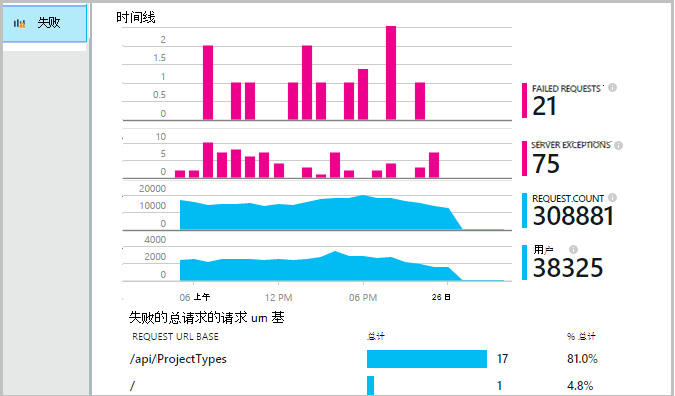 失败
时间线
2
1.5
1
0.5
0
FAILED REQUESTS
21
10
5
0
SERVER EXCEPTIONS
75
20000
10000
0
REQUEST.COUNT
308881
4000
2000
0
用户
38325
06 上午 12 PM 06 PM 26 日
失败的总请求的请求 um 基
REQUEST URL BASE 总计 % 总计
/api/ProjectTypes 17 81.0%
/ 1 4.8%